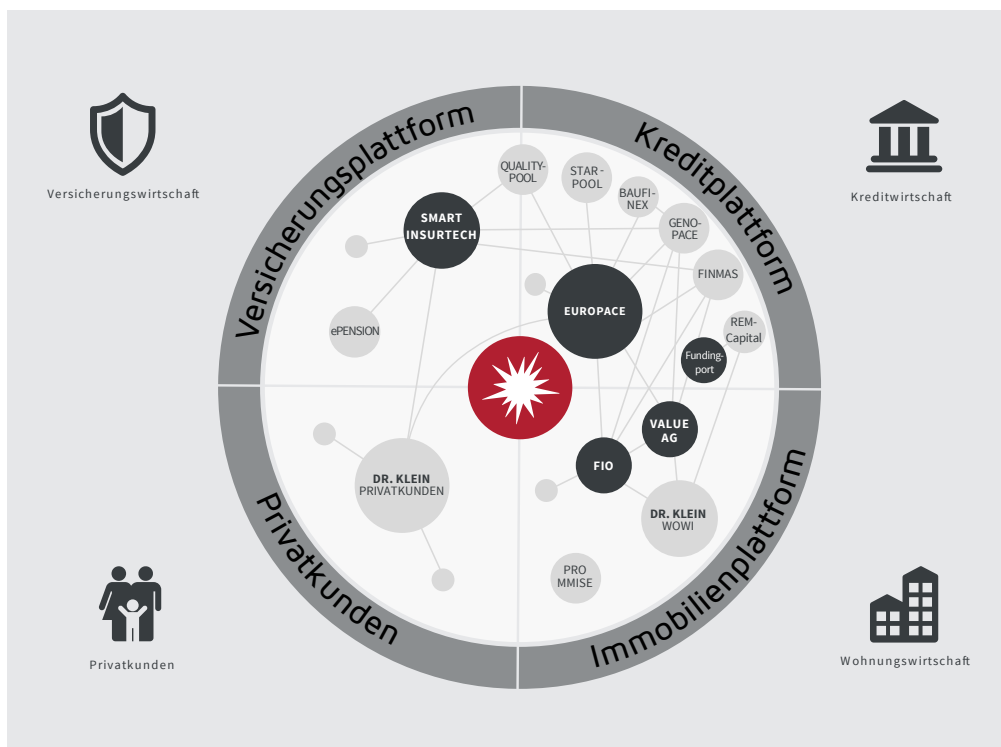 Versicherungsplattform
Kreditplattform
Versicherungswirtschaft
Kreditwirtschaft
QUALITY-
POOL
STAR-
POOL
BAUFI-
NEX
GENO-
PACE
SMART
INSURTECH
FINMAS
EUROPACE
ePENSION
REM-
Capital
Funding-
port
VALUE
AG
FIO
DR. KLEIN
PRIVATKUNDEN
DR. KLEIN
WOWI
PRO
MMISE
Privatkunden
Immobilienplattform
Privatkunden
Wohnungswirtschaft